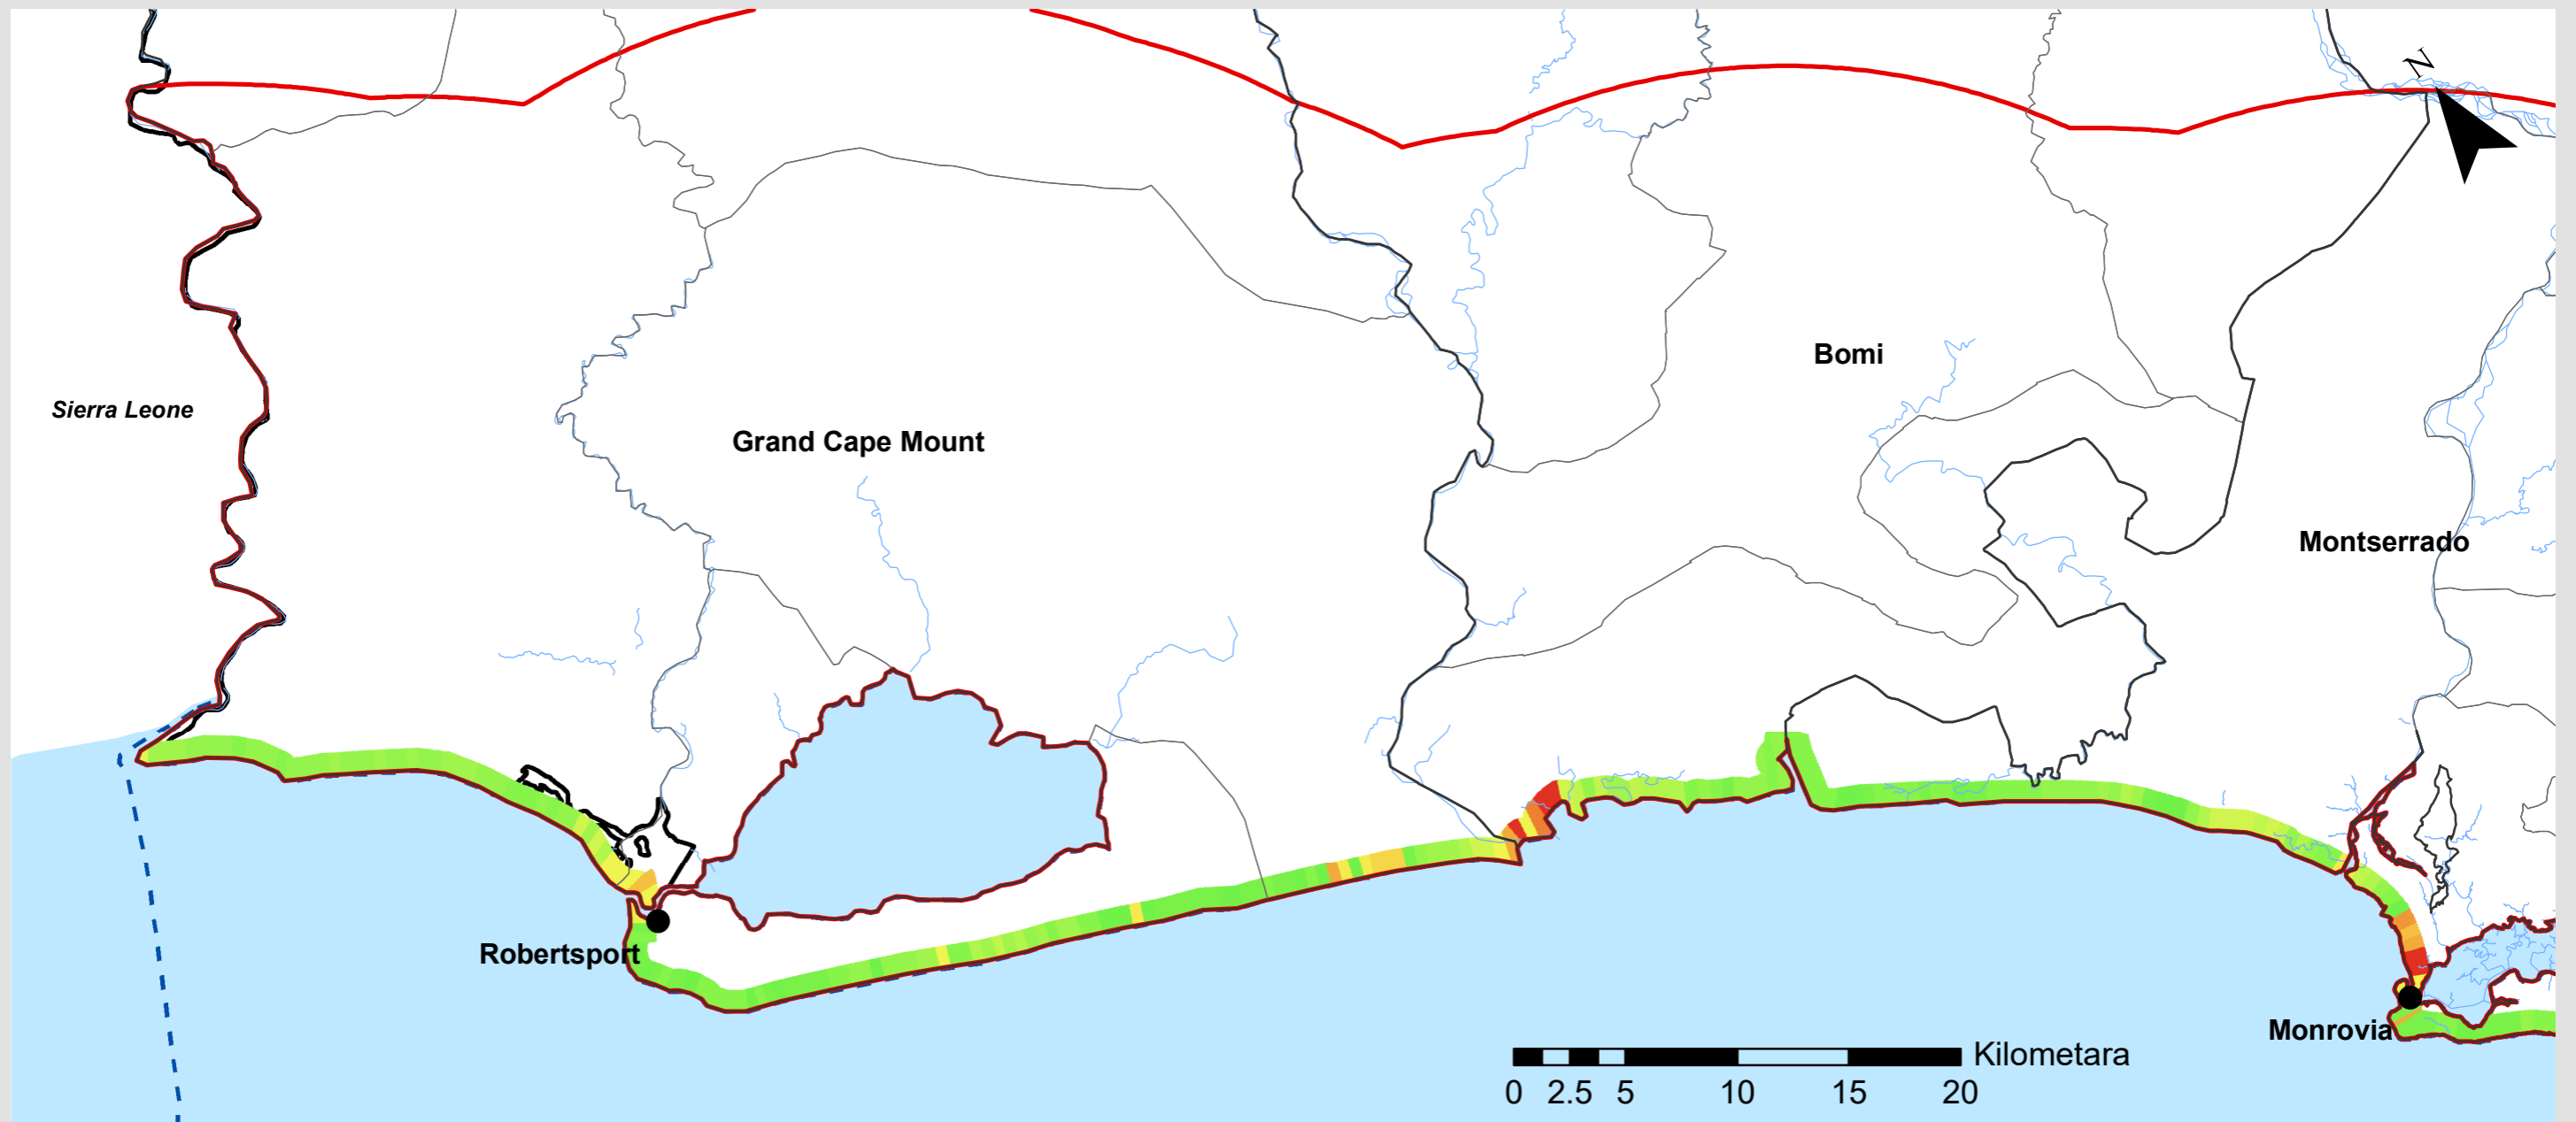 N
Bomi
Sierra Leone
Grand Cape Mount
Montserrado
Robertsport
Monrovia
Kilometara
0 2.5 5 10 15 20